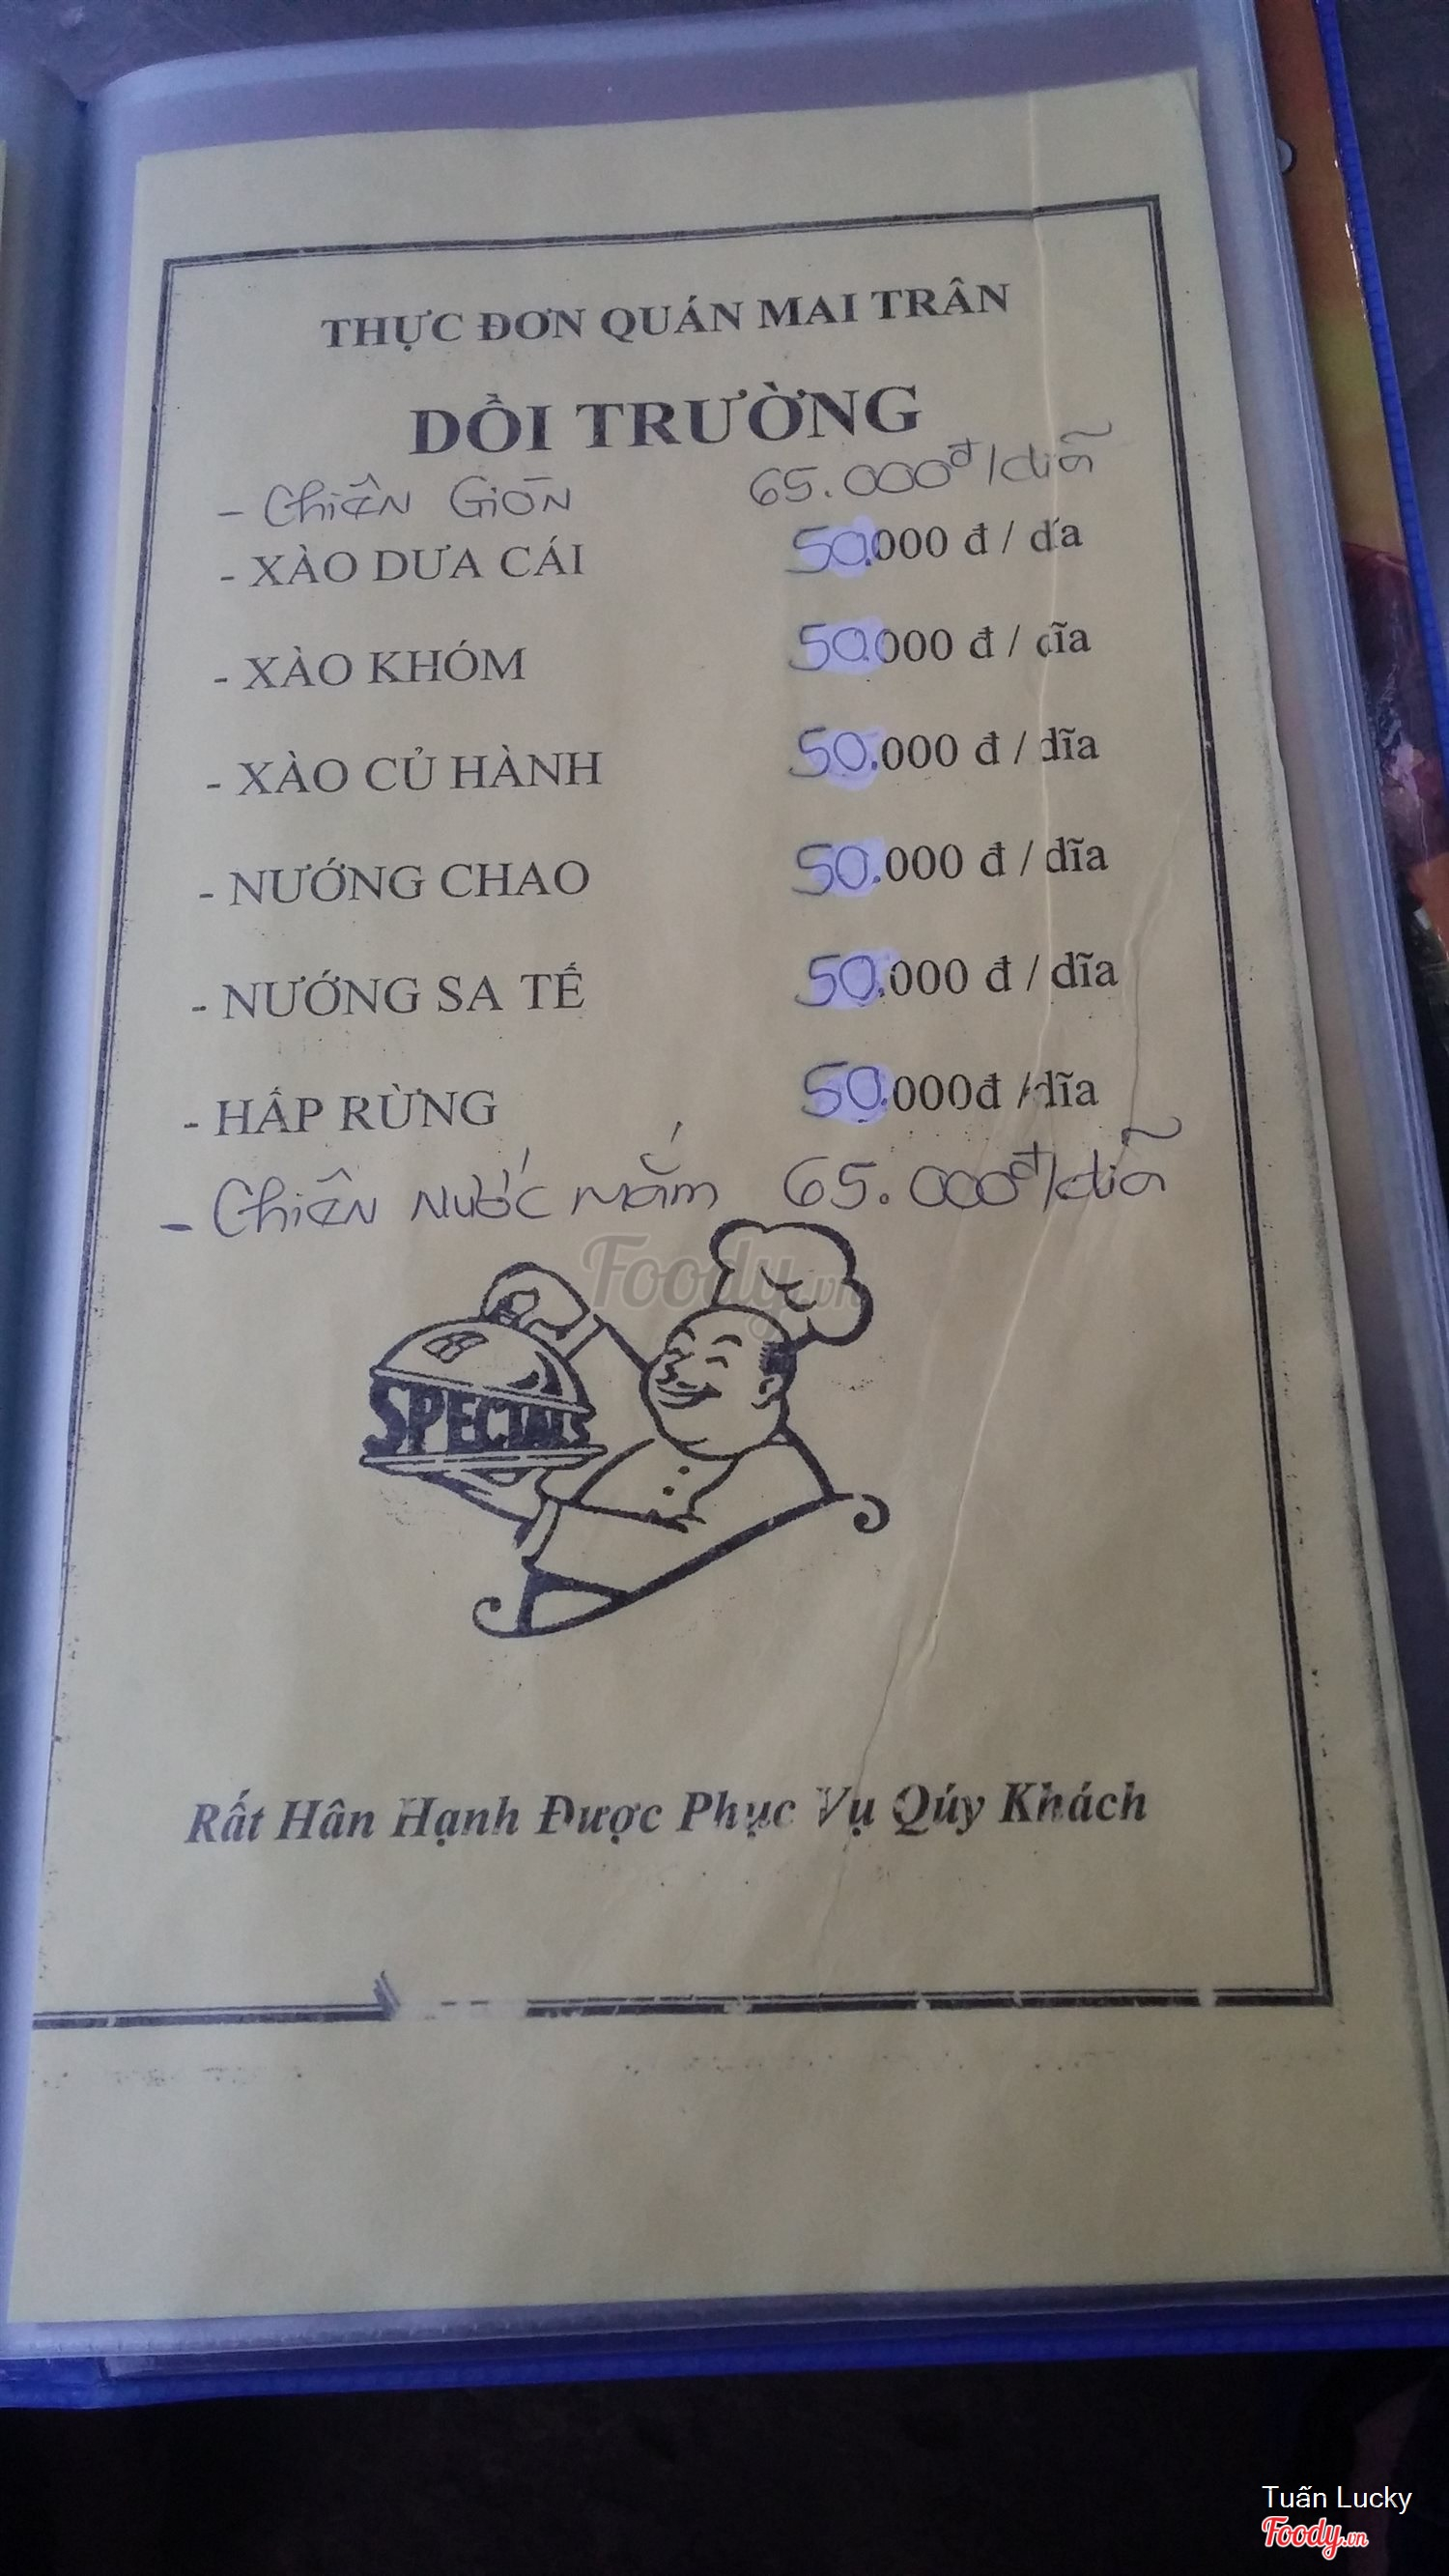 THỰC ĐƠN QUÁN MAI TRÂN
DỒI TRƯỜNG
- Chiên Giòn 65.000đ/dĩa
- XÀO DƯA CÁI 50.000 đ / dĩa
- XÀO KHÓM 50.000 đ / dĩa
- XÀO CỦ HÀNH 50.000 đ / dĩa
- NƯỚNG CHAO 50.000 đ / dĩa
- NƯỚNG SA TẾ 50.000 đ / dĩa
- HẤP RỪNG 50.000đ / dĩa
- Chiên Nước mắm 65.000đ/dĩa
Foody.vn
SPECIALS
Rất Hân Hạnh Được Phục Vụ Qúy Khách
Tuấn Lucky
Foody.vn